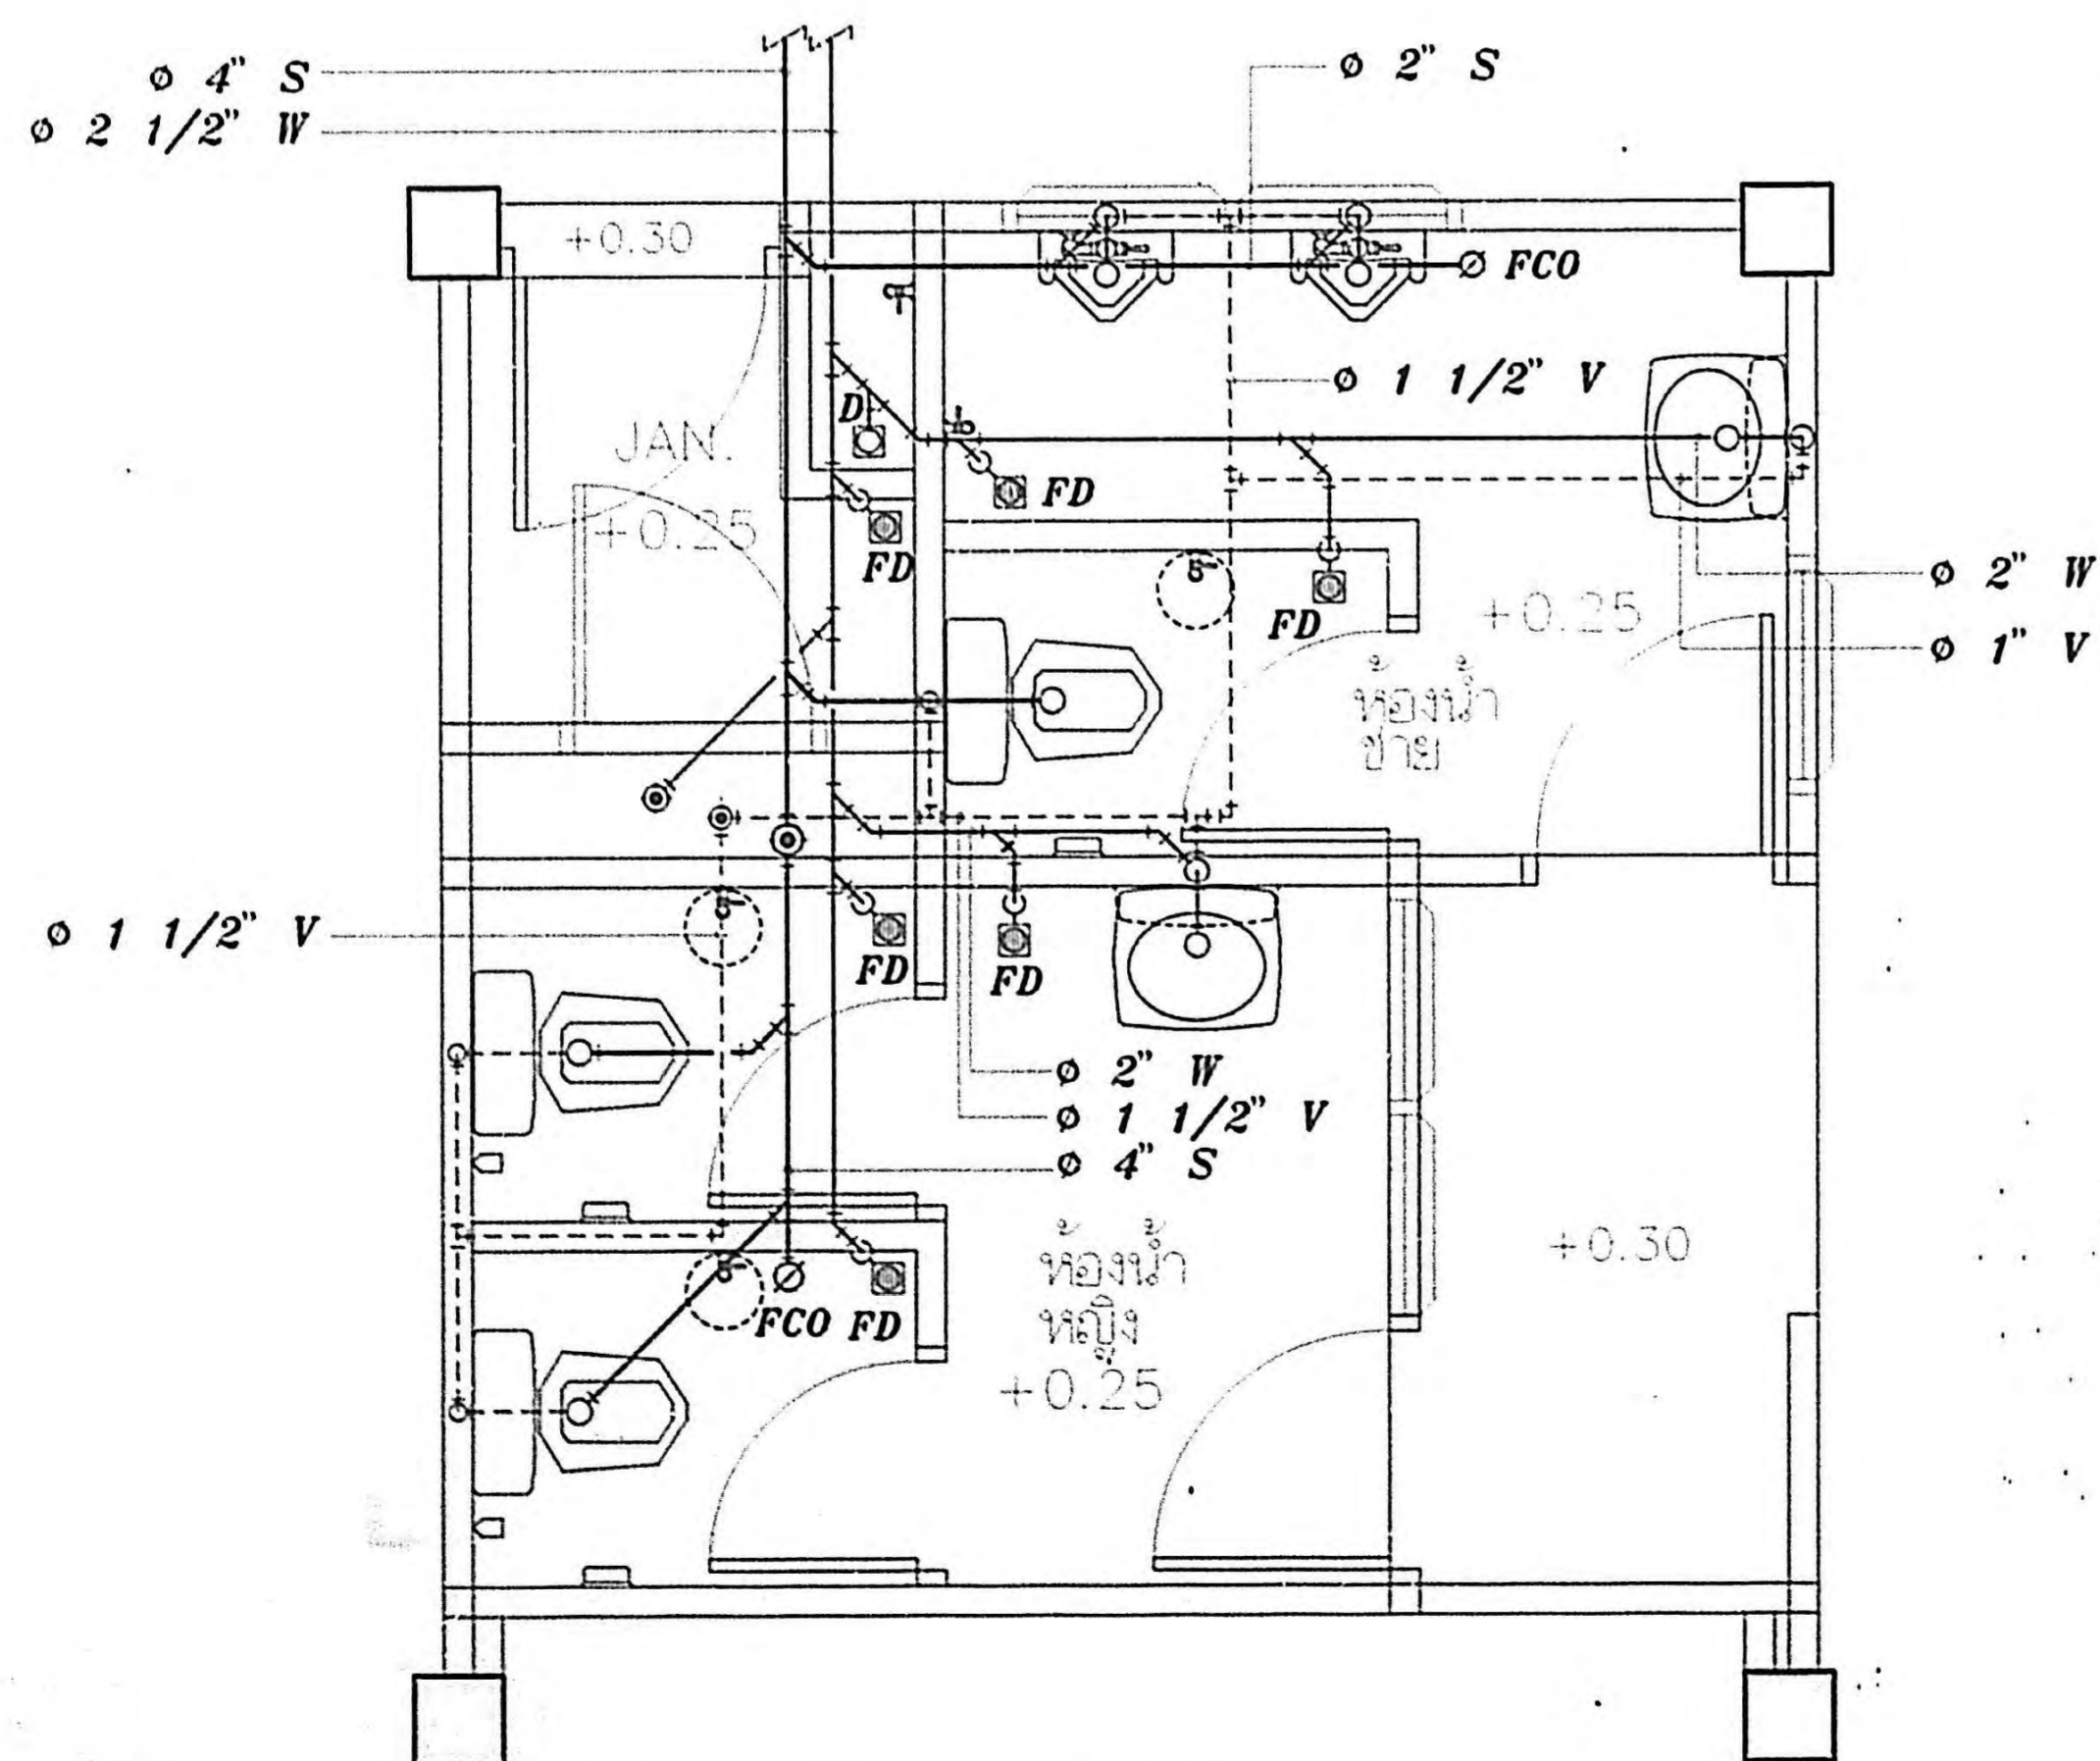 ø 4" S
ø 2" S
ø 2 1/2" W
+0.30
FCO
ø 1 1/2" V
D
JAN.
+0.25
FD
FD
ø 2" W
FD
+0.25
ø 1" V
ห้องน้ำ
ชาย
ø 1 1/2" V
FD
FD
ø 2" W
ø 1 1/2" V
ø 4" S
ห้องน้ำ
หญิง
+0.25
+0.30
FCO
FD